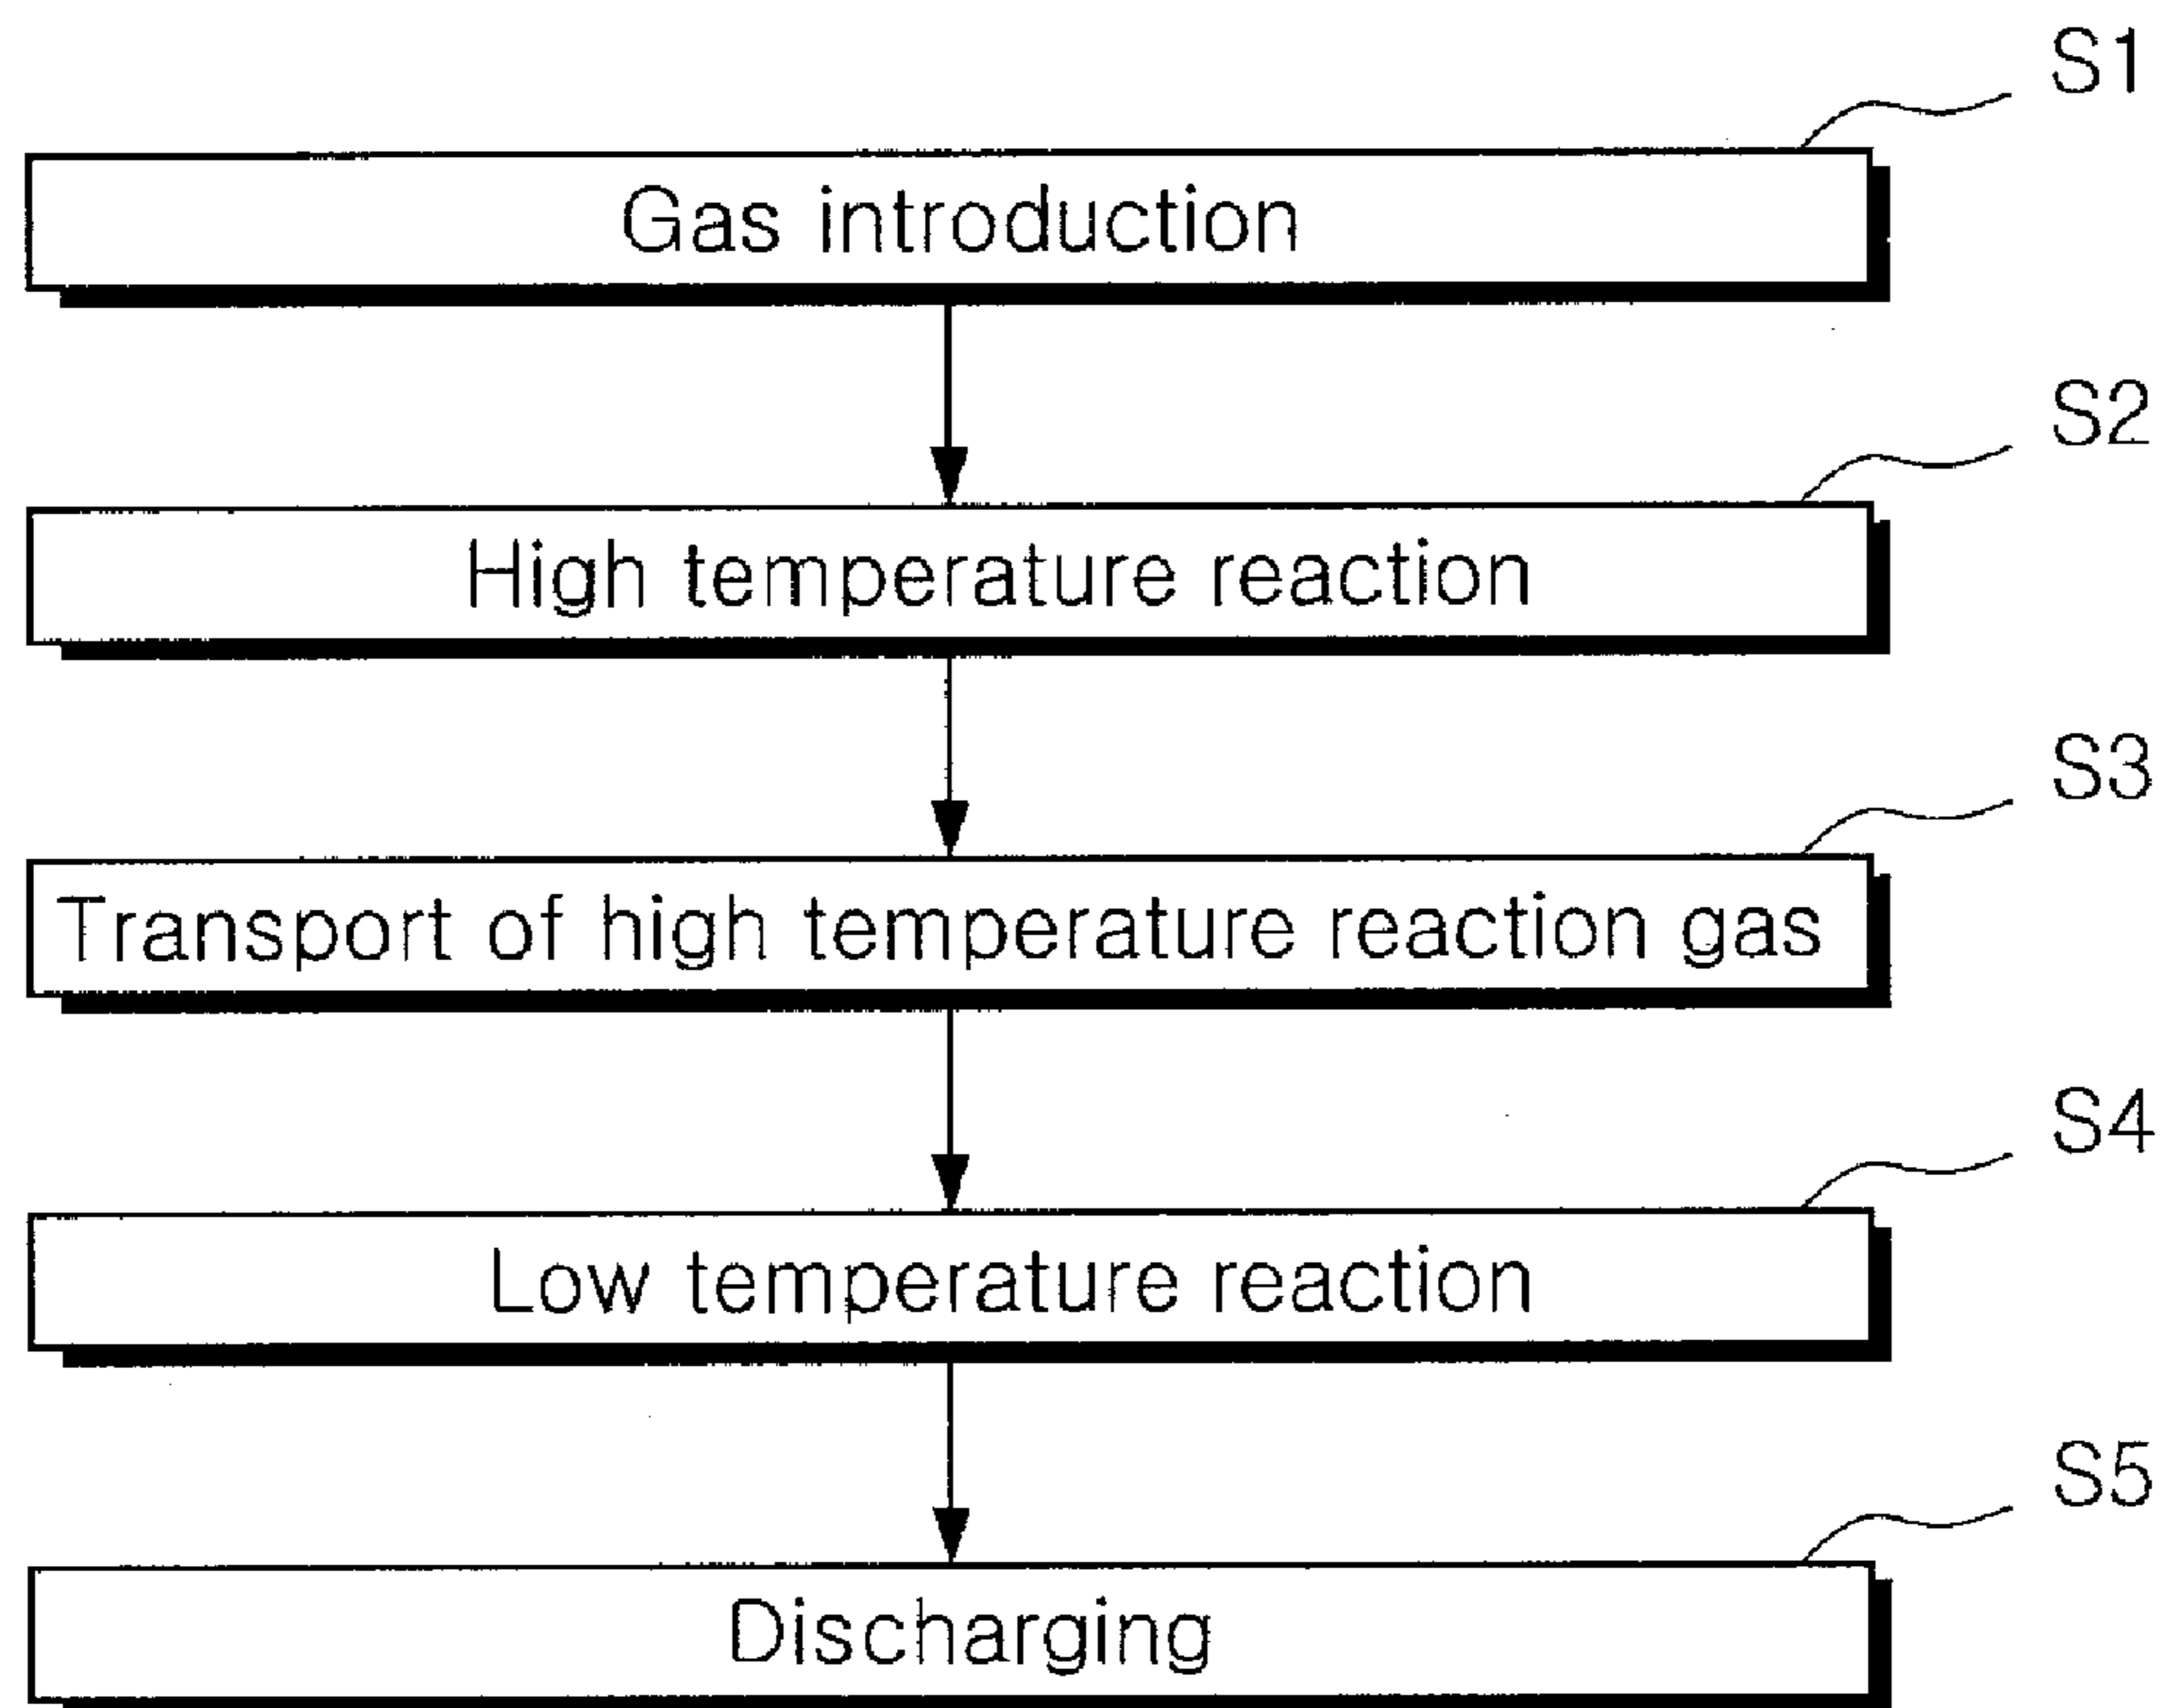 S1
Gas introduction
S2
High temperature reaction
S3
Transport of high temperature reaction gas
S4
Low temperature reaction
S5
Discharging